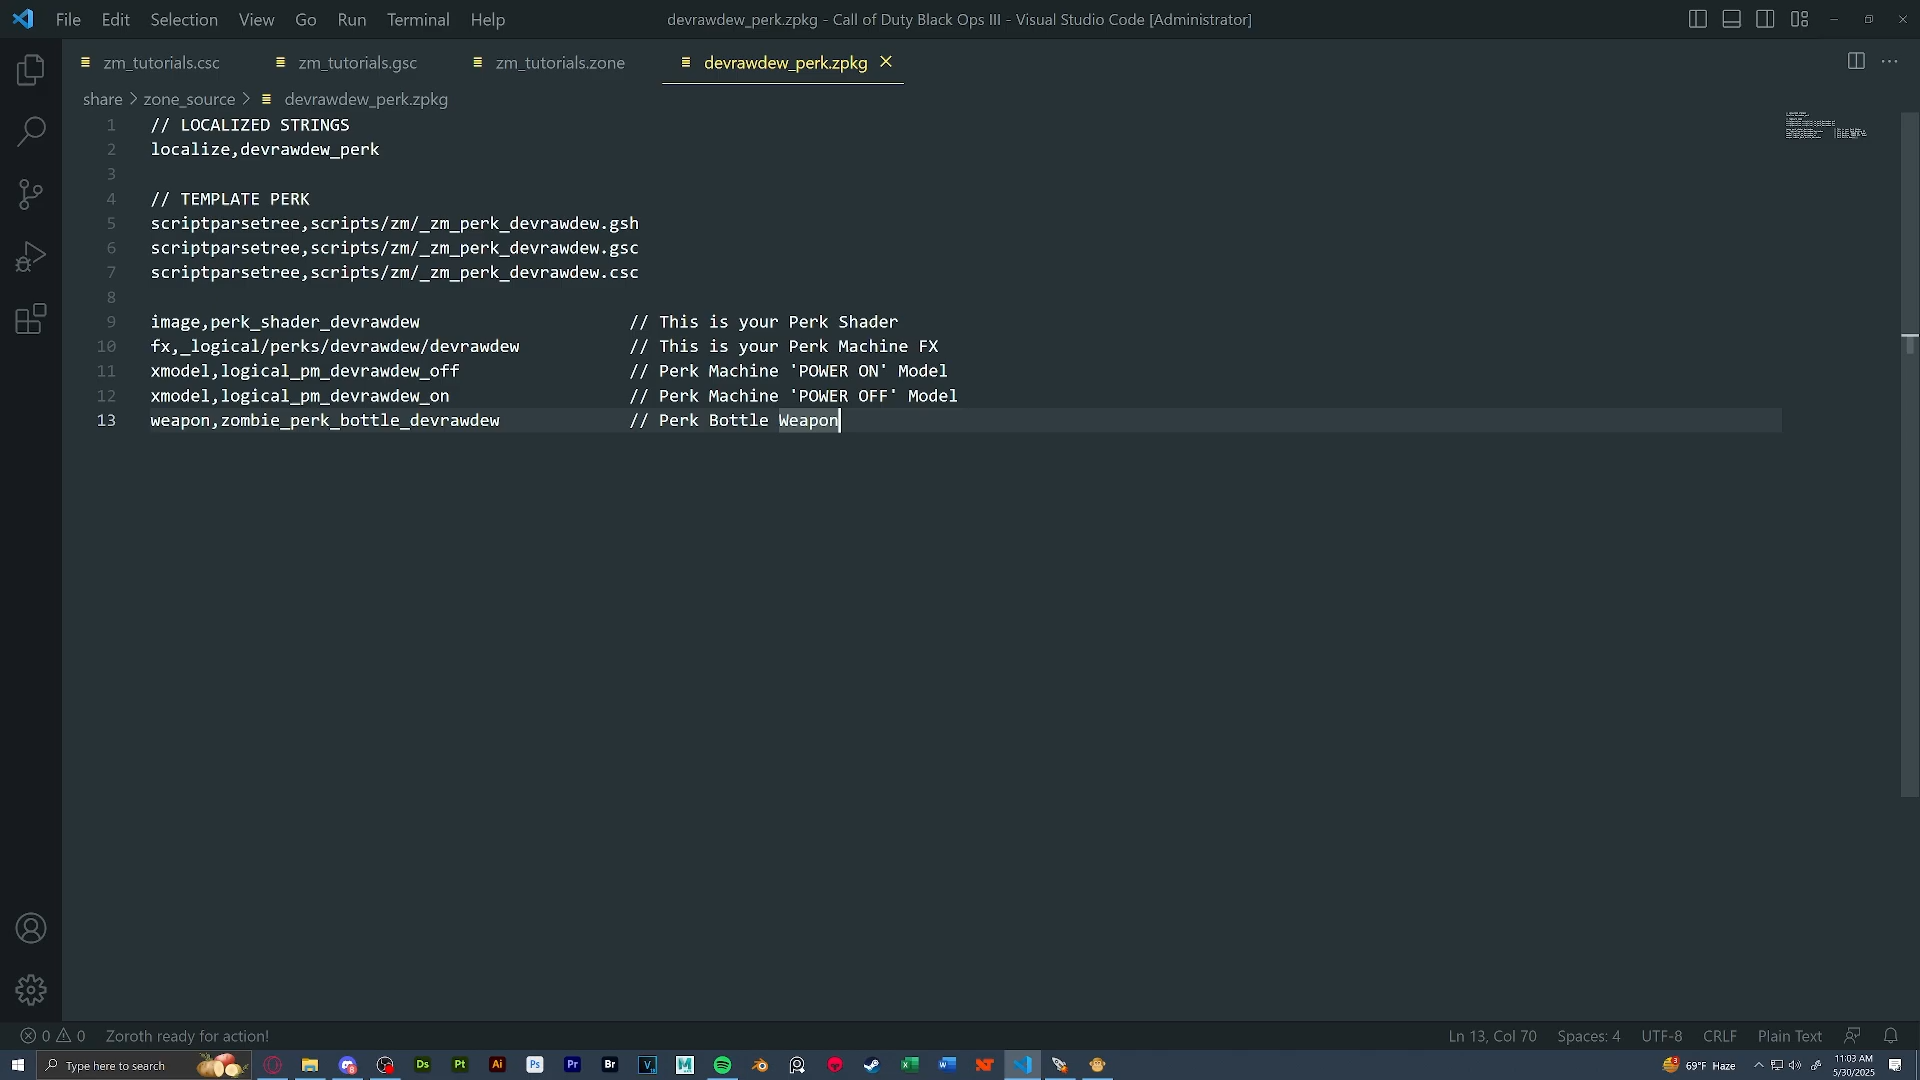 File Edit Selection View Go Run Terminal Help
devrawdew_perk.zpkg - Call of Duty Black Ops III - Visual Studio Code [Administrator]
zm_tutorials.csc zm_tutorials.gsc zm_tutorials.zone devrawdew_perk.zpkg
share > zone_source > devrawdew_perk.zpkg
1 // LOCALIZED STRINGS
2 localize,devrawdew_perk
3
4 // TEMPLATE PERK
5 scriptparsetree,scripts/zm/_zm_perk_devrawdew.gsh
6 scriptparsetree,scripts/zm/_zm_perk_devrawdew.gsc
7 scriptparsetree,scripts/zm/_zm_perk_devrawdew.csc
8
9 image,perk_shader_devrawdew // This is your Perk Shader
10 fx,_logical/perks/devrawdew/devrawdew // This is your Perk Machine FX
11 xmodel,logical_pm_devrawdew_off // Perk Machine 'POWER ON' Model
12 xmodel,logical_pm_devrawdew_on // Perk Machine 'POWER OFF' Model
13 weapon,zombie_perk_bottle_devrawdew // Perk Bottle Weapon
0 0 Zoroth ready for action! Ln 13, Col 70 Spaces: 4 UTF-8 CRLF Plain Text
Type here to search Ds Pt Ai Ps Pr Br V M 69°F Haze 11:03 AM
5/30/2025